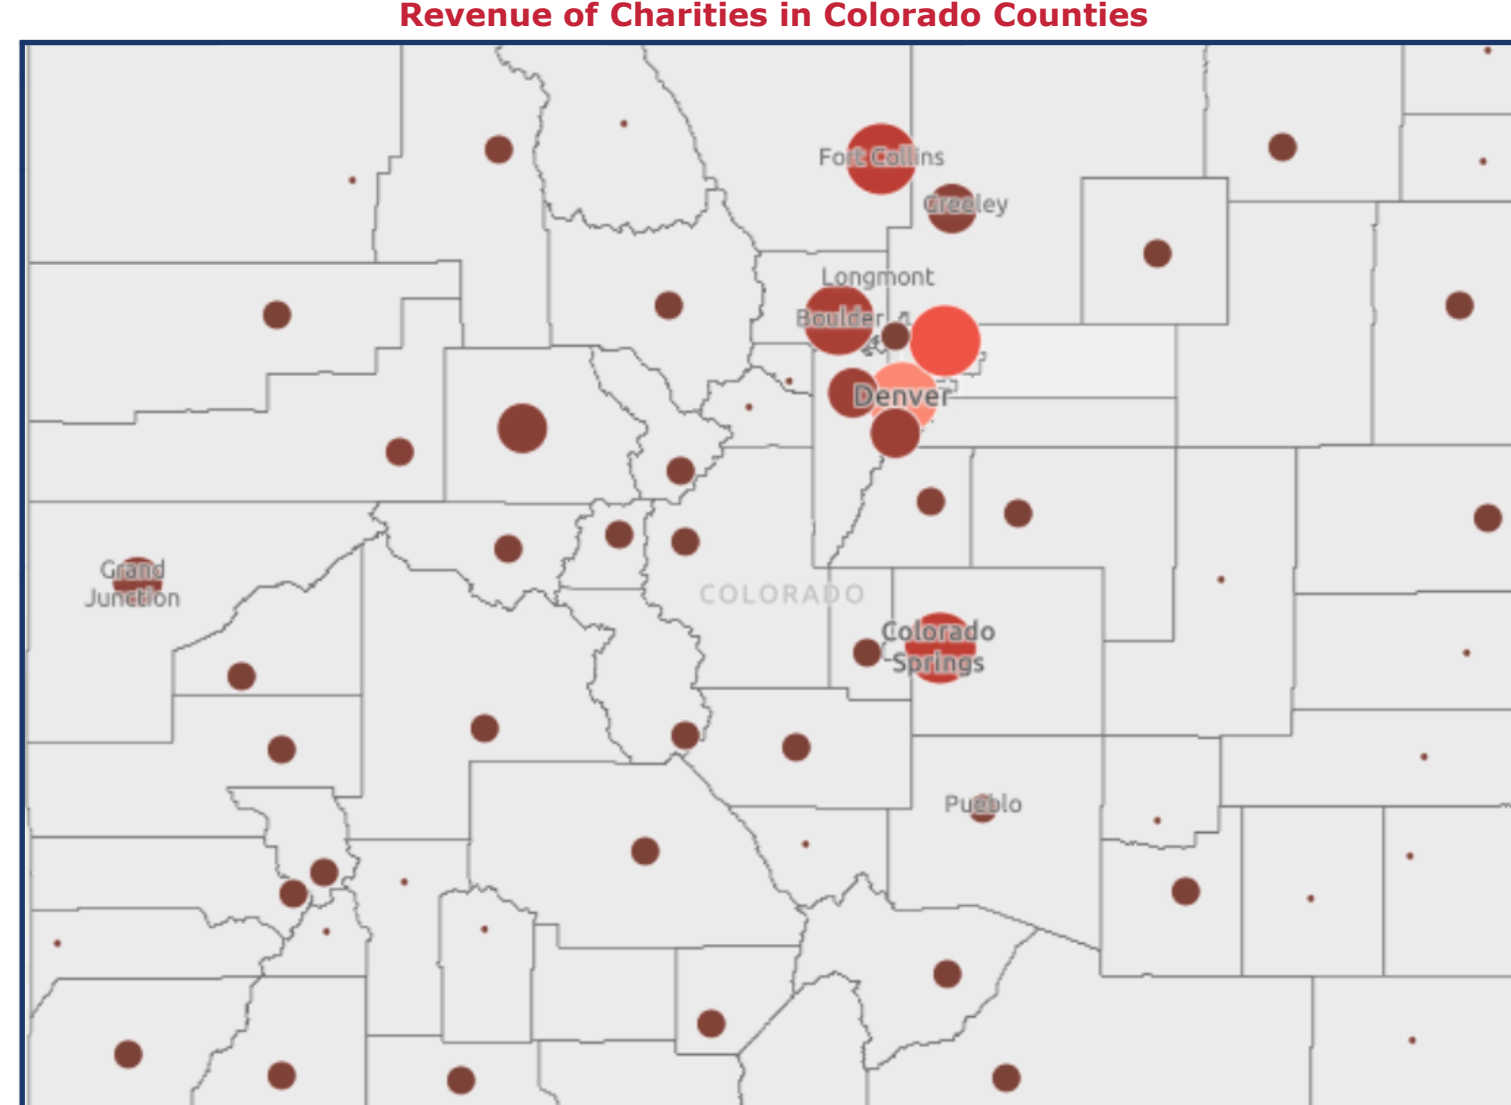 Revenue of Charities in Colorado Counties
Fort Collins
Greeley
Longmont
Boulder
Denver
Grand
Junction
COLORADO
Colorado
Springs
Pueblo